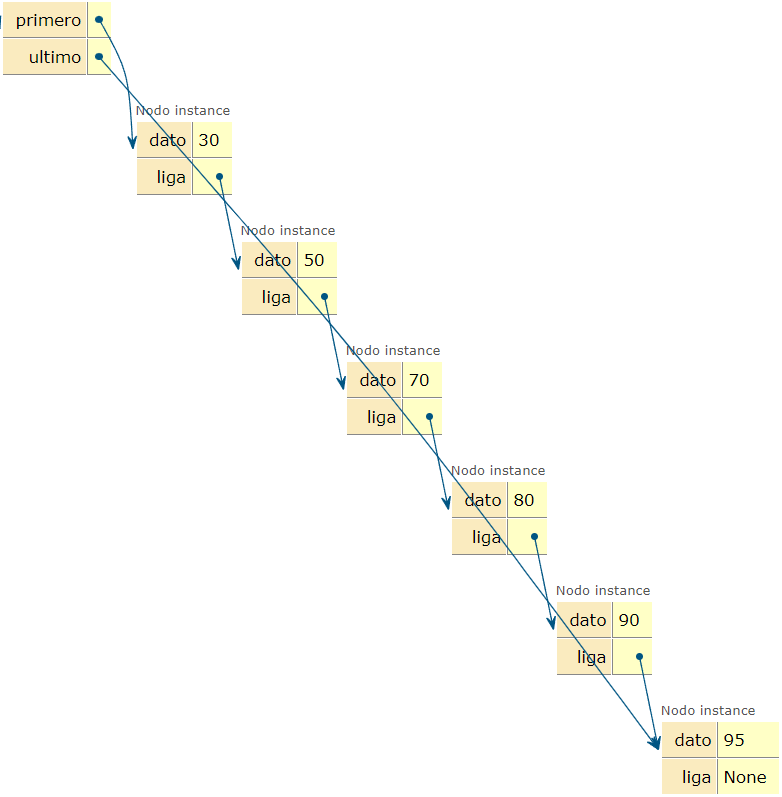 primero
ultimo
Nodo instance
dato 30
liga
Nodo instance
dato 50
liga
Nodo instance
dato 70
liga
Nodo instance
dato 80
liga
Nodo instance
dato 90
liga
Nodo instance
dato 95
liga None